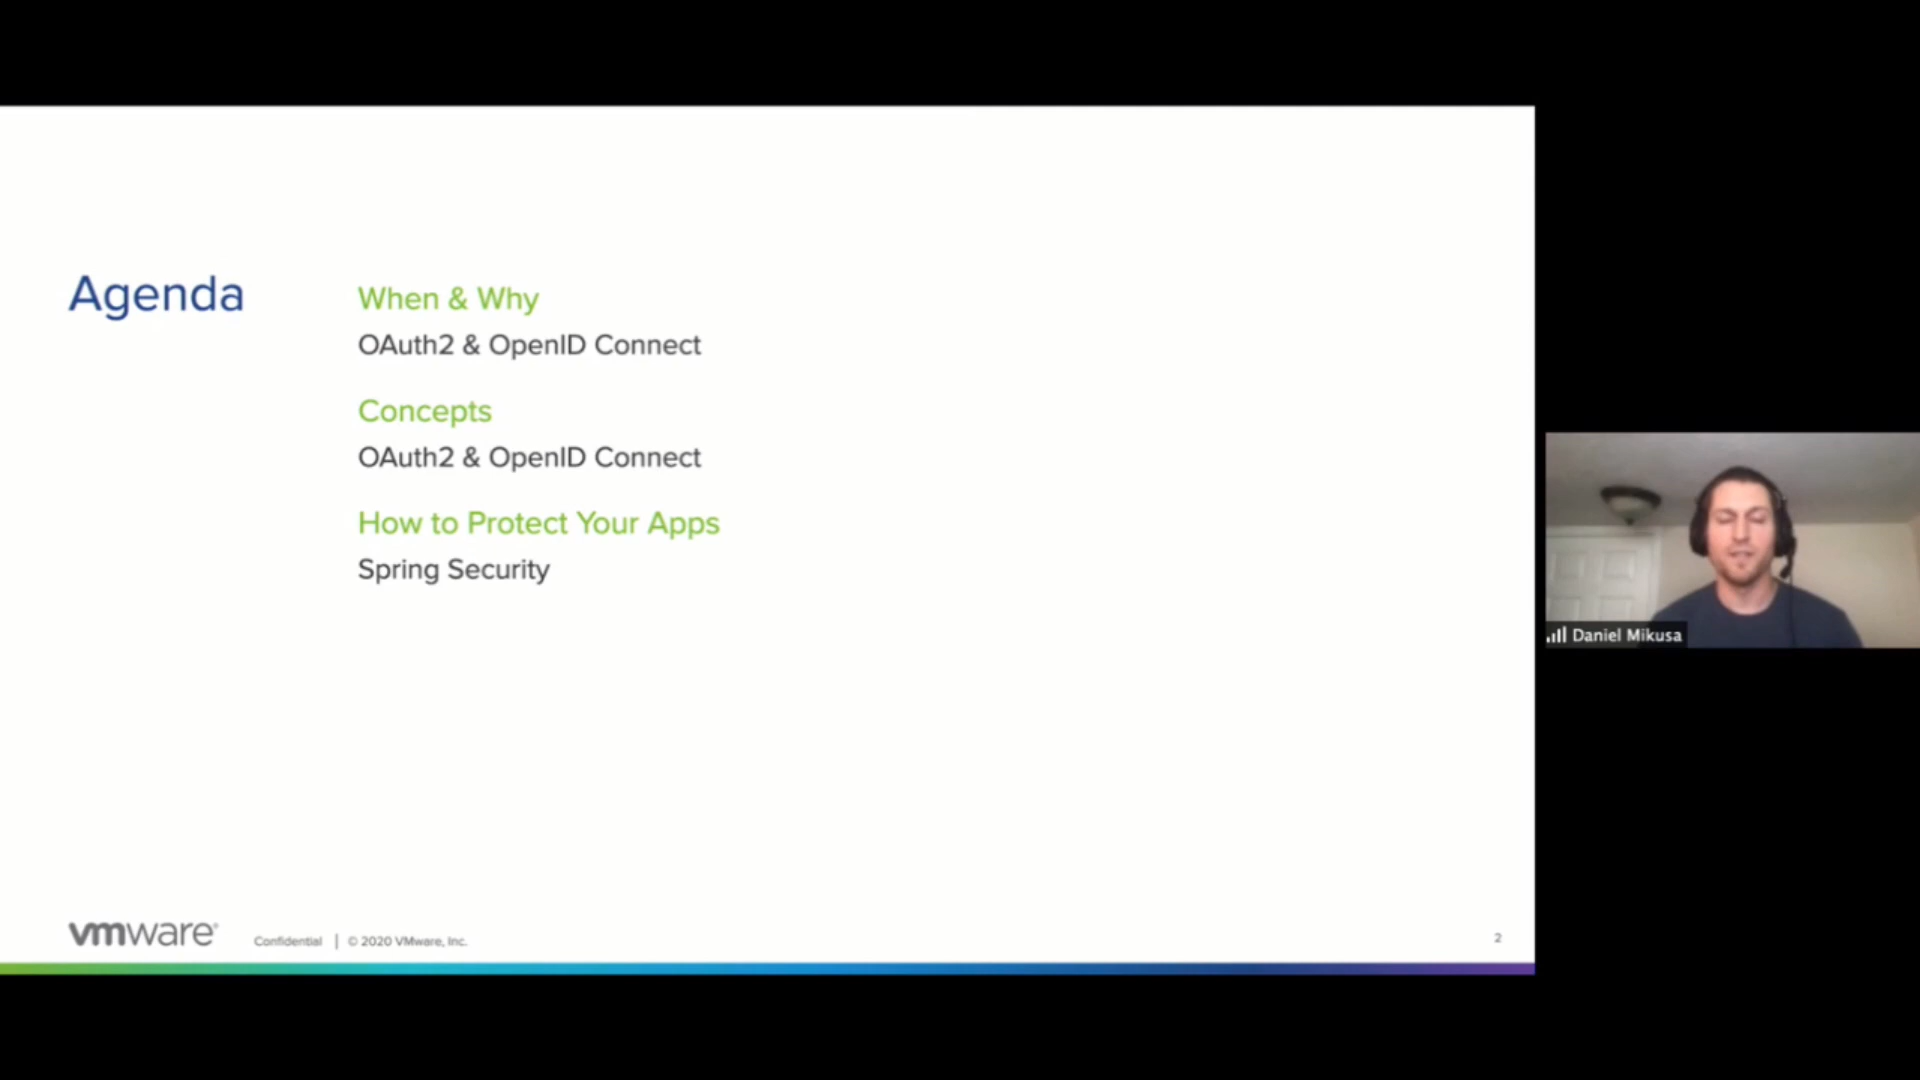 Agenda
When & Why
OAuth2 & OpenID Connect
Concepts
OAuth2 & OpenID Connect
How to Protect Your Apps
Spring Security
Daniel Mikusa
vmware®
Confidential | © 2020 VMware, Inc.
2